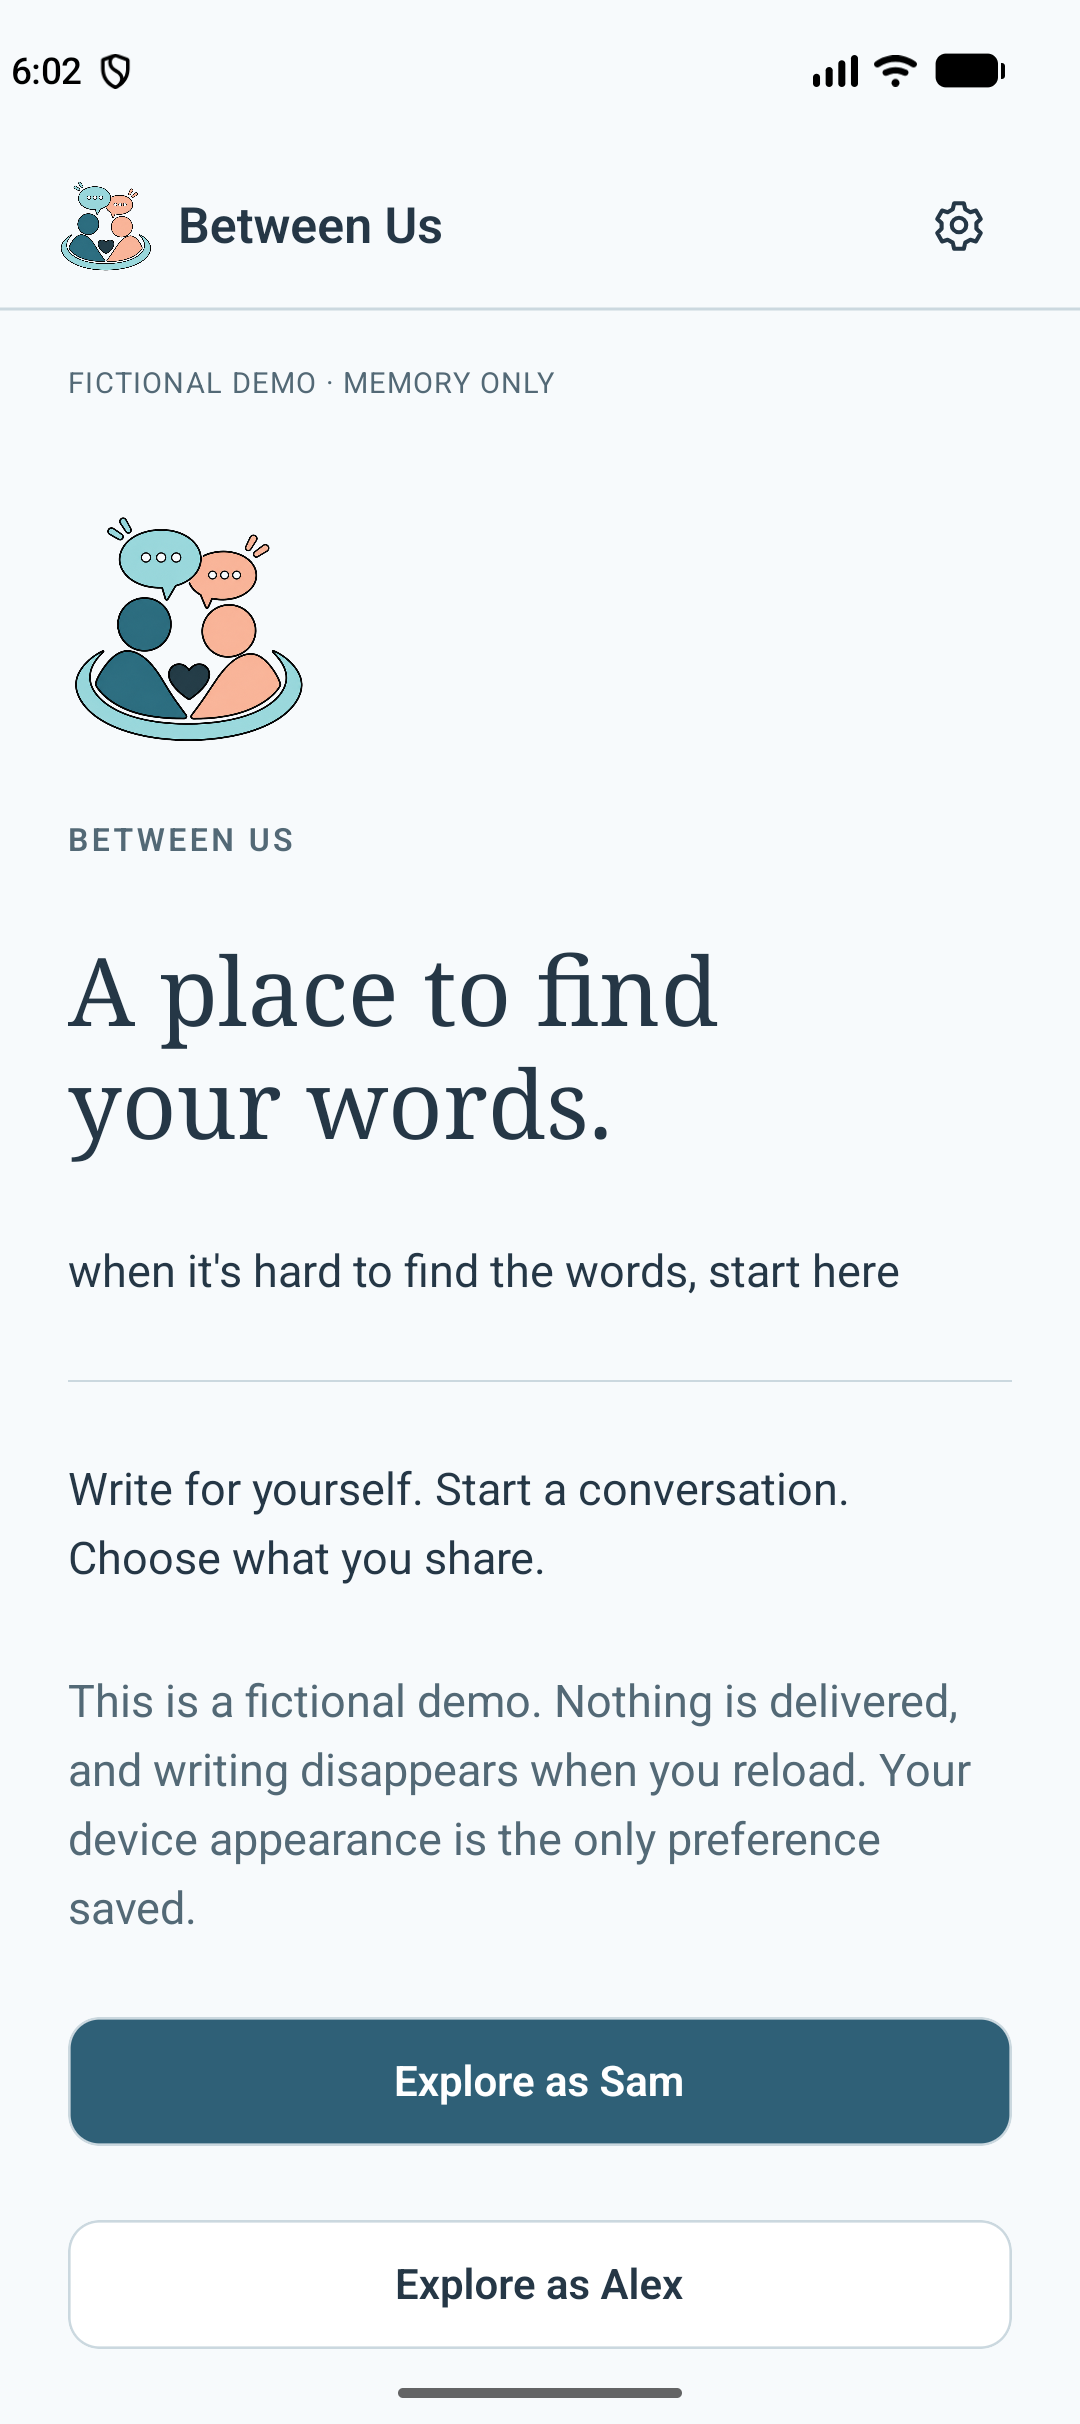 6:02
Between Us
FICTIONAL DEMO · MEMORY ONLY
BETWEEN US
A place to find
your words.
when it's hard to find the words, start here
Write for yourself. Start a conversation.
Choose what you share.
This is a fictional demo. Nothing is delivered,
and writing disappears when you reload. Your
device appearance is the only preference
saved.
Explore as Sam
Explore as Alex